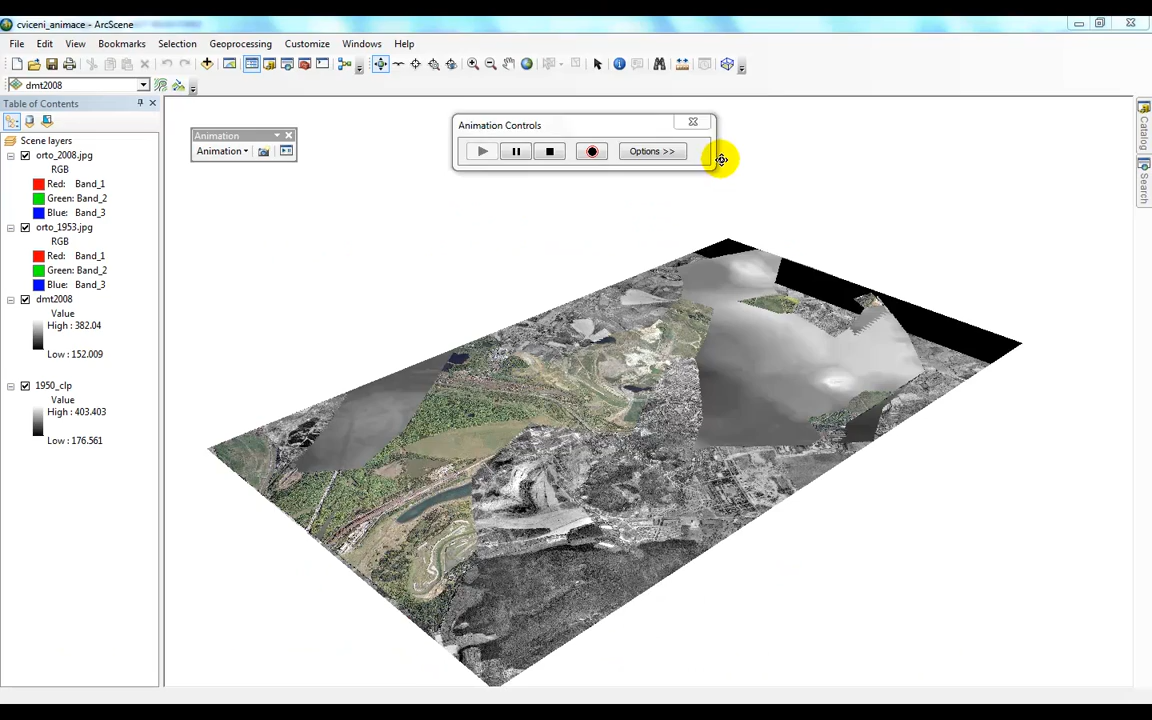 cviceni_animace - ArcScene
File Edit View Bookmarks Selection Geoprocessing Customize Windows Help
dmt2008
Table of Contents
Animation
Animation
Animation Controls
Options >>
Scene layers
orto_2008.jpg
RGB
Red: Band_1
Green: Band_2
Blue: Band_3
orto_1953.jpg
RGB
Red: Band_1
Green: Band_2
Blue: Band_3
dmt2008
Value
High : 382.04
Low : 152.009
1950_clp
Value
High : 403.403
Low : 176.561
Catalog
Search